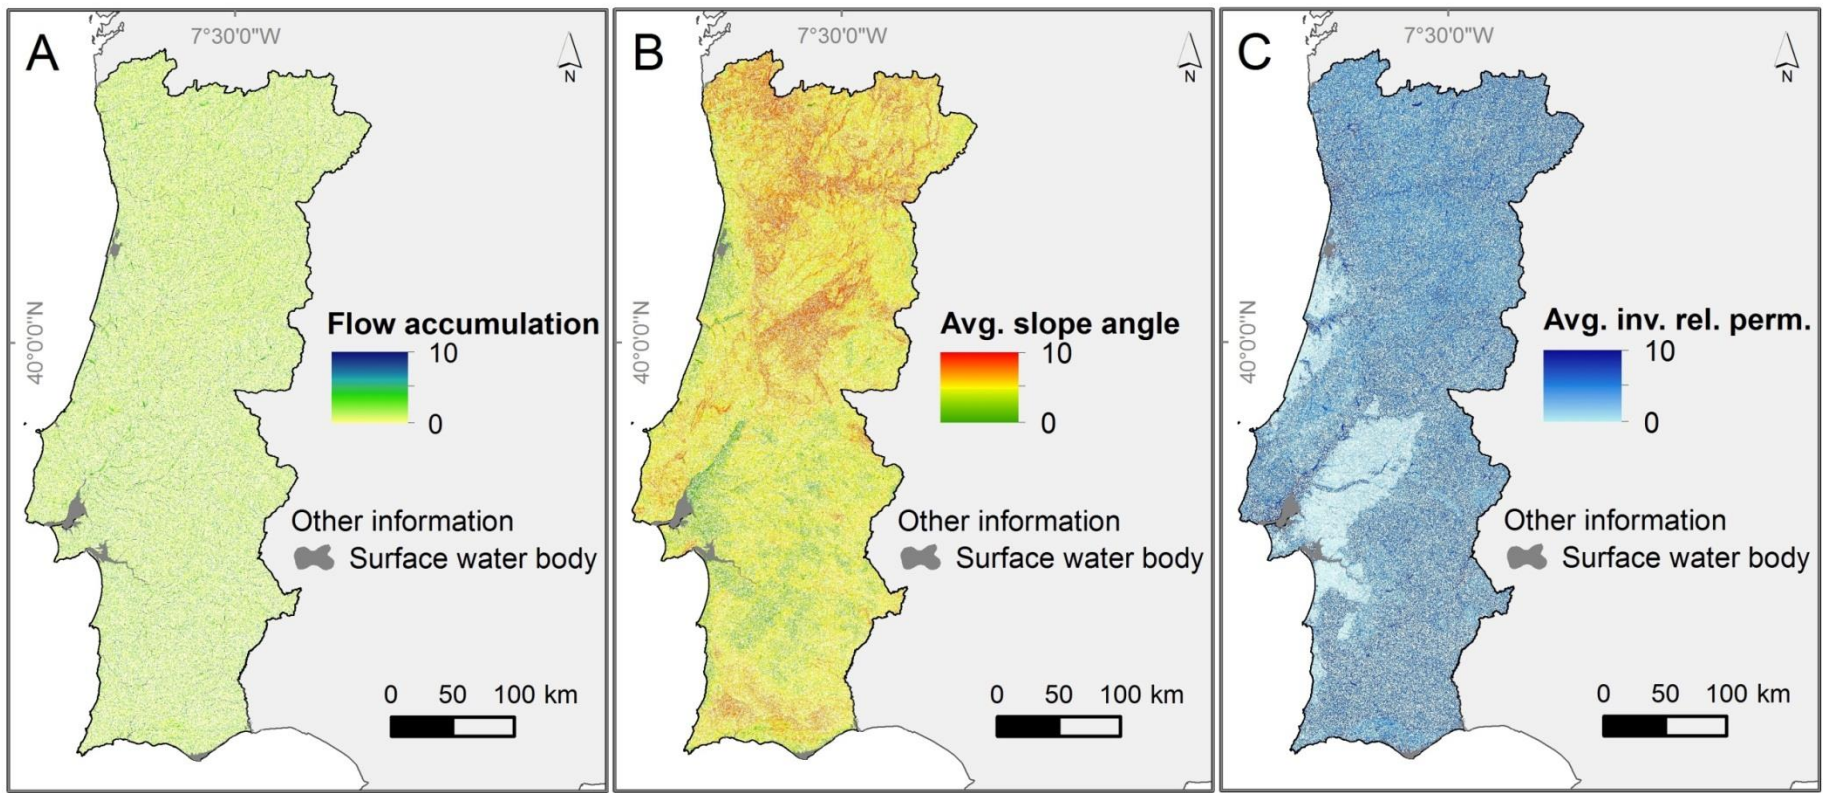 A
7°30'0"W
N
40°0'0"N
Flow accumulation
10
0
Other information
Surface water body
0 50 100 km
B
7°30'0"W
N
40°0'0"N
Avg. slope angle
10
0
Other information
Surface water body
0 50 100 km
C
7°30'0"W
N
40°0'0"N
Avg. inv. rel. perm.
10
0
Other information
Surface water body
0 50 100 km